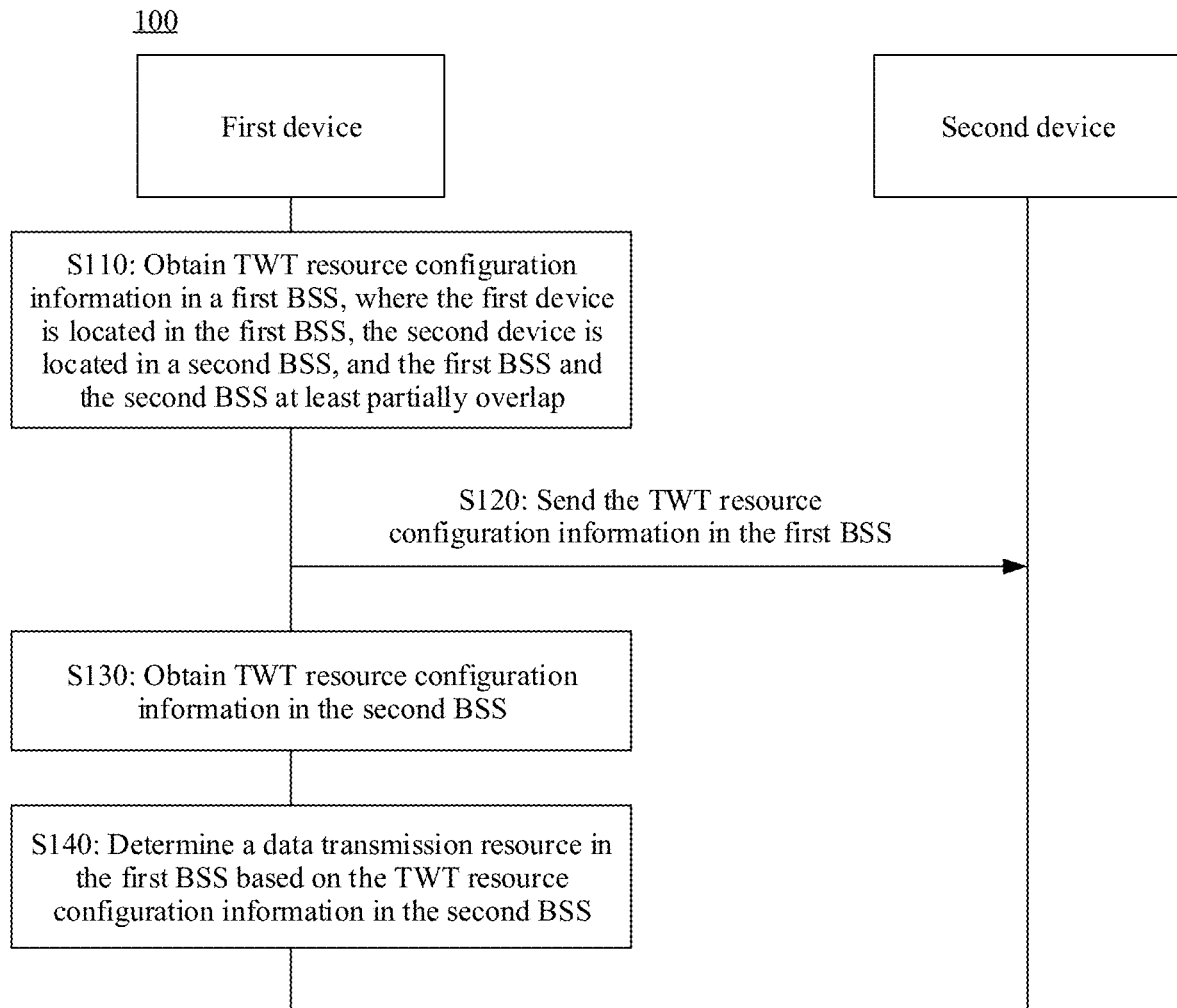 100
First device
Second device
S110: Obtain TWT resource configuration
information in a first BSS, where the first device
is located in the first BSS, the second device is
located in a second BSS, and the first BSS and
the second BSS at least partially overlap
S120: Send the TWT resource
configuration information in the first BSS
S130: Obtain TWT resource configuration
information in the second BSS
S140: Determine a data transmission resource in
the first BSS based on the TWT resource
configuration information in the second BSS